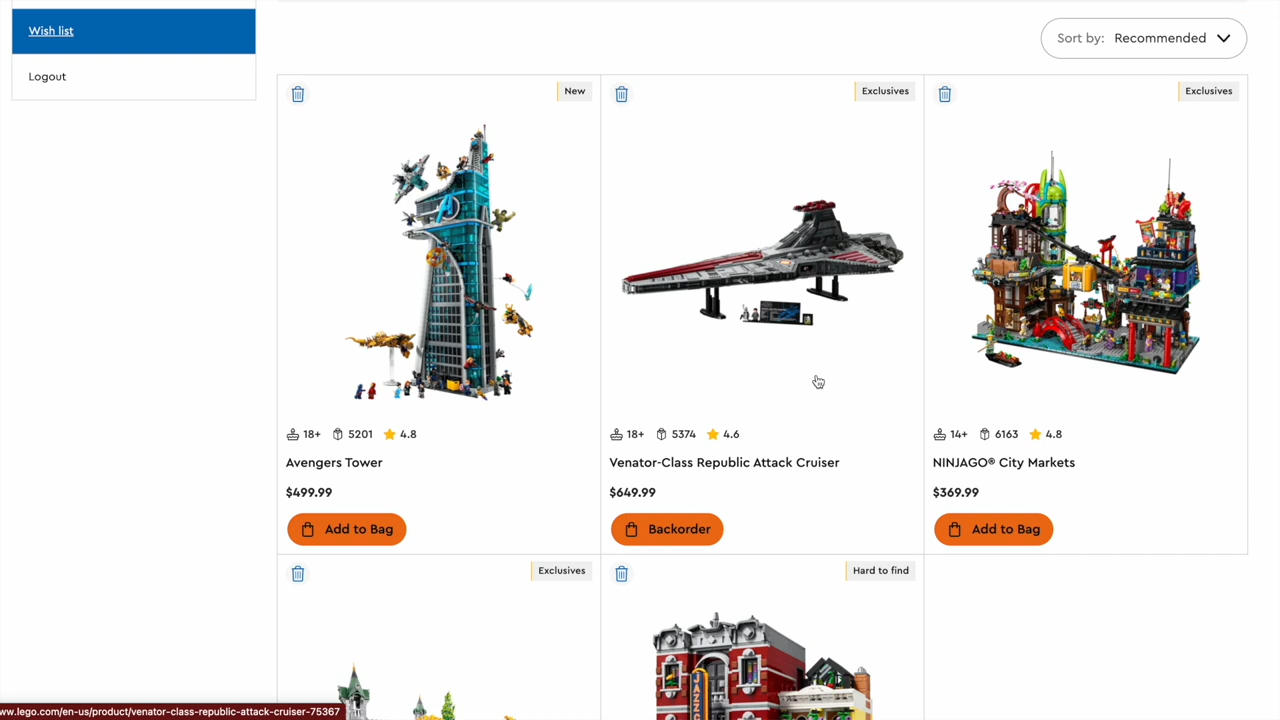 Wish list
Logout
Sort by: Recommended
New
Exclusives
Exclusives
18+ 5201 4.8
Avengers Tower
$499.99
Add to Bag
18+ 5374 4.6
Venator-Class Republic Attack Cruiser
$649.99
Backorder
14+ 6163 4.8
NINJAGO® City Markets
$369.99
Add to Bag
Exclusives
Hard to find
JAZZ
ww.lego.com/en-us/product/venator-class-republic-attack-cruiser-75367